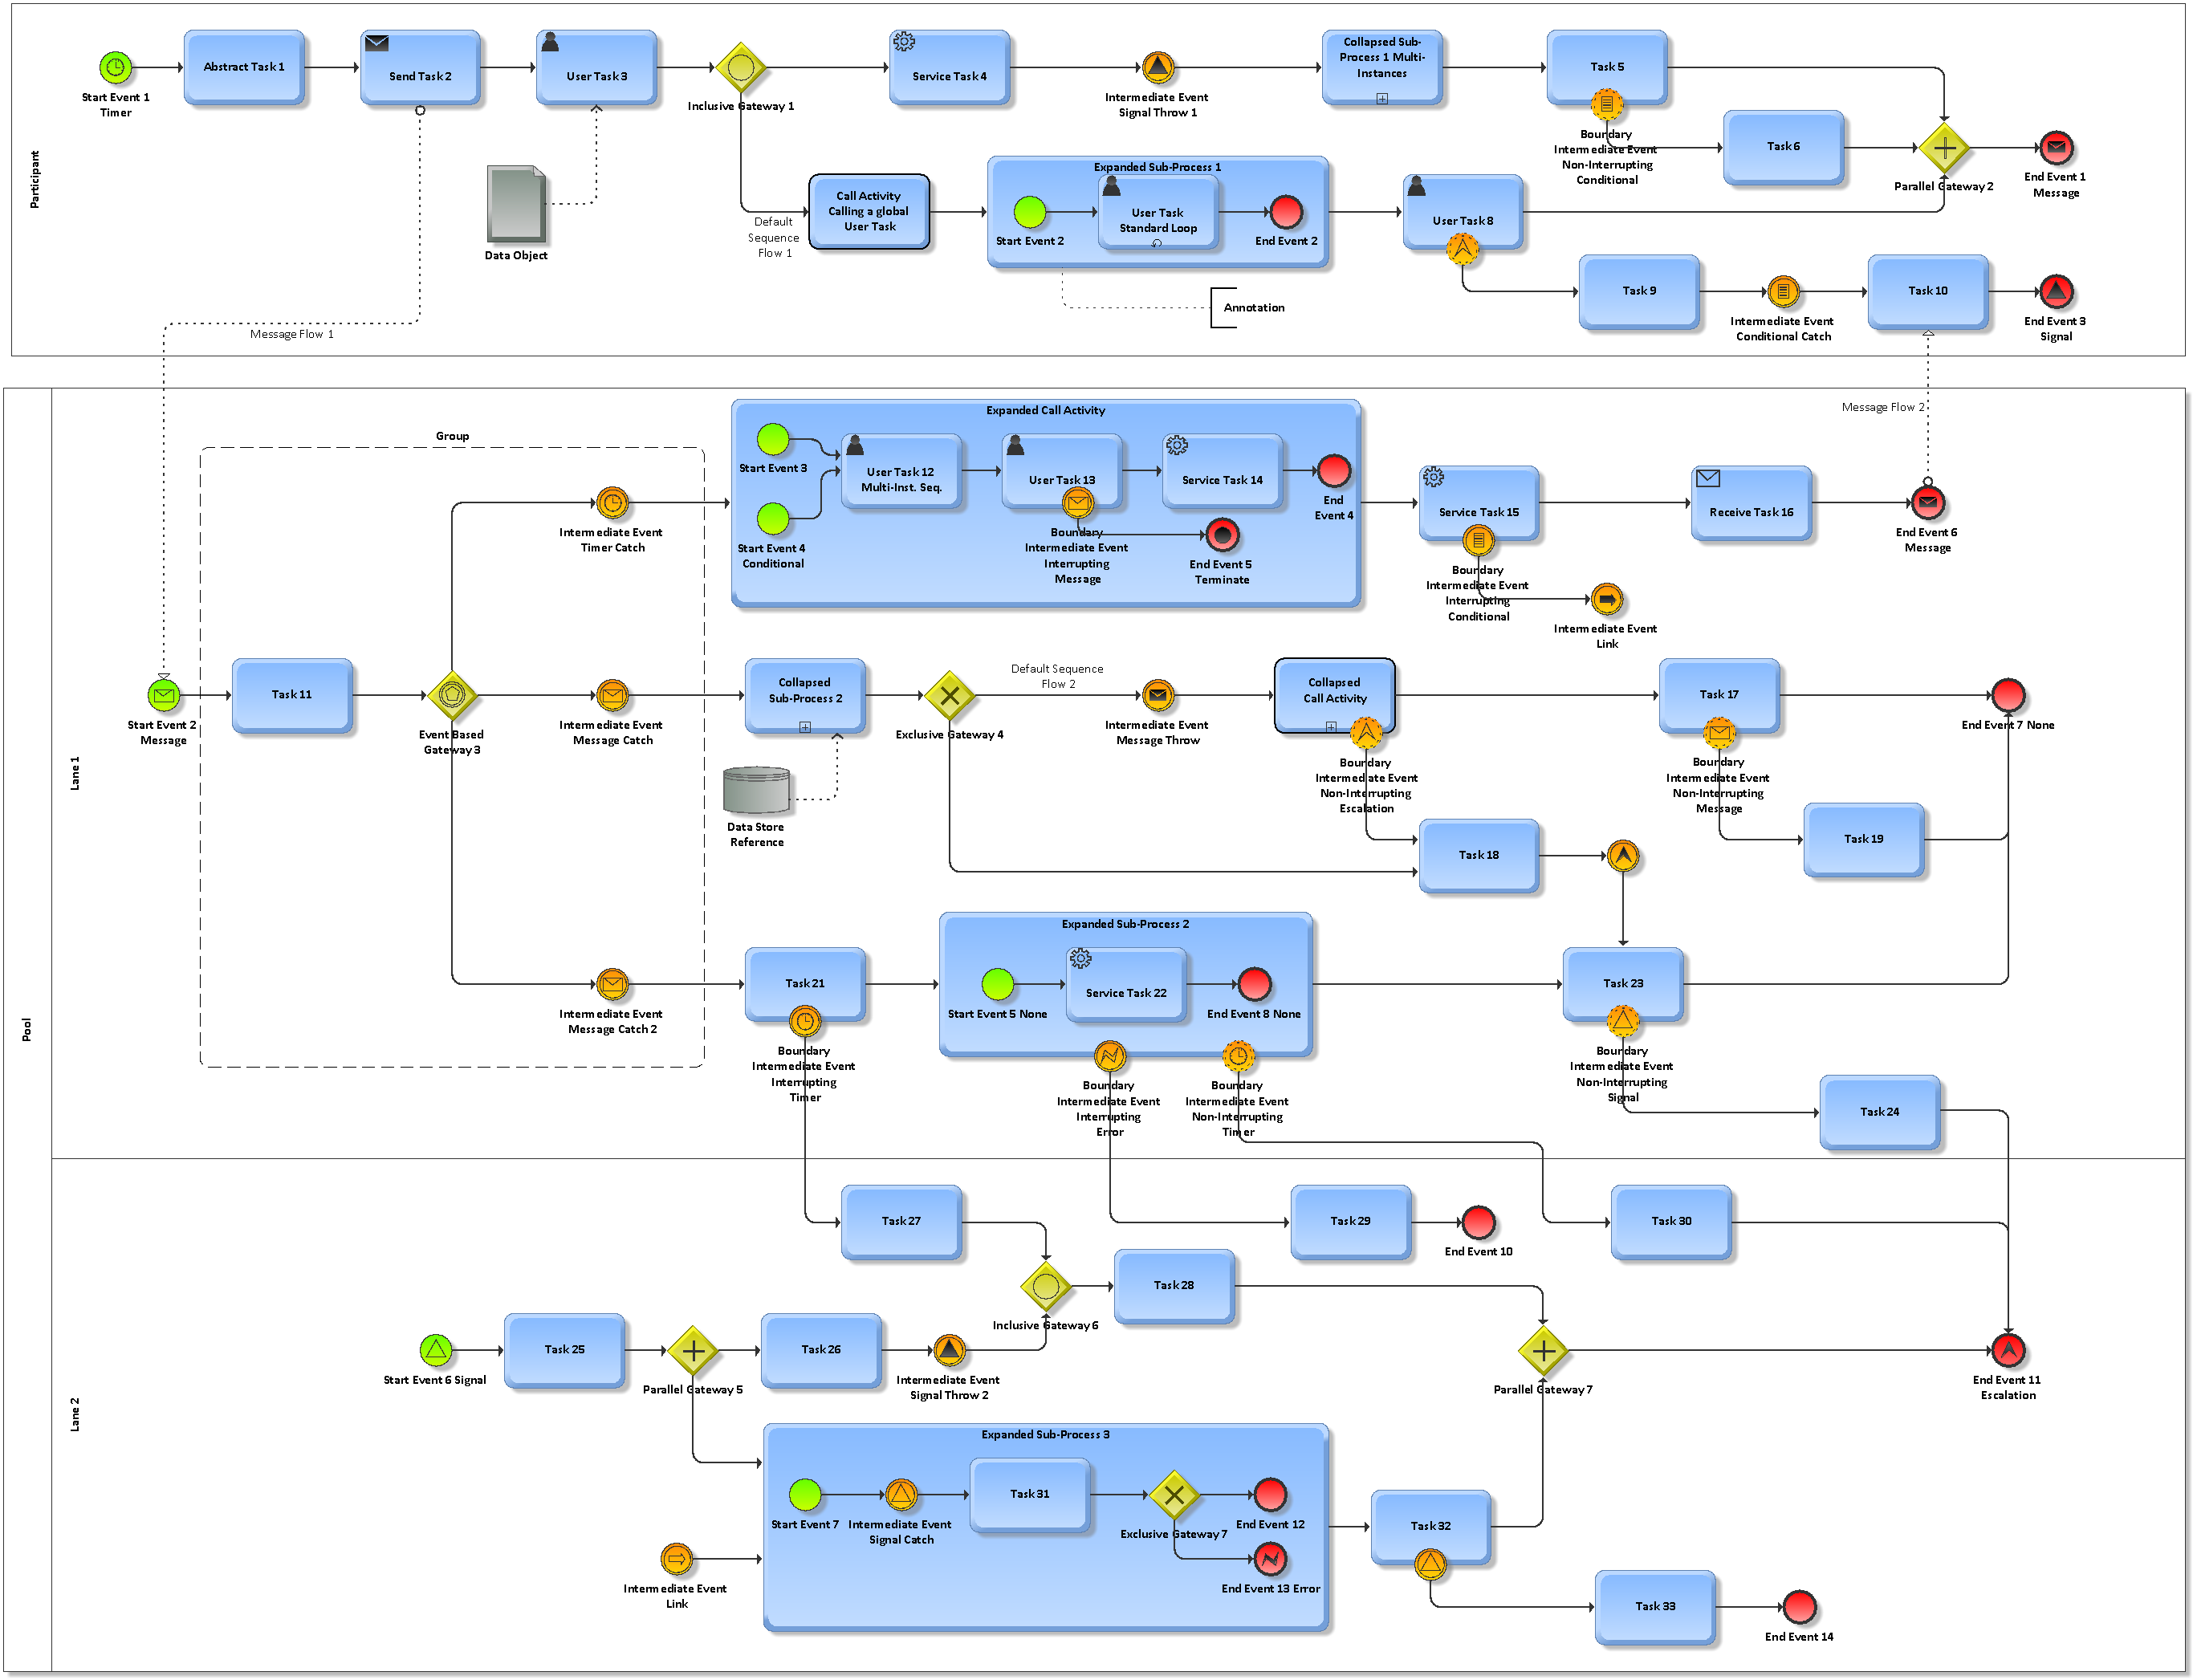 Participant
Start Event 1
Timer
Abstract Task 1
Send Task 2
User Task 3
Inclusive Gateway 1
Service Task 4
Intermediate Event
Signal Throw 1
Collapsed Sub-
Process 1 Multi-
Instances
Task 5
Boundary
Intermediate Event
Non-Interrupting
Conditional
Task 6
Parallel Gateway 2
End Event 1
Message
Data Object
Default
Sequence
Flow 1
Call Activity
Calling a global
User Task
Expanded Sub-Process 1
Start Event 2
User Task
Standard Loop
End Event 2
User Task 8
Annotation
Task 9
Intermediate Event
Conditional Catch
Task 10
End Event 3
Signal
Message Flow 1
Message Flow 2
Pool
Lane 1
Group
Expanded Call Activity
Start Event 3
Start Event 4
Conditional
User Task 12
Multi-Inst. Seq.
User Task 13
Boundary
Intermediate Event
Interrupting
Message
Service Task 14
End
Event 4
End Event 5
Terminate
Intermediate Event
Timer Catch
Service Task 15
Boundary
Intermediate Event
Interrupting
Conditional
Intermediate Event
Link
Receive Task 16
End Event 6
Message
Start Event 2
Message
Task 11
Event Based
Gateway 3
Intermediate Event
Message Catch
Collapsed
Sub-Process 2
Data Store
Reference
Exclusive Gateway 4
Default Sequence
Flow 2
Intermediate Event
Message Throw
Collapsed
Call Activity
Boundary
Intermediate Event
Non-Interrupting
Escalation
Task 17
Boundary
Intermediate Event
Non-Interrupting
Message
End Event 7 None
Task 18
Task 19
Intermediate Event
Message Catch 2
Task 21
Boundary
Intermediate Event
Interrupting
Timer
Expanded Sub-Process 2
Start Event 5 None
Service Task 22
End Event 8 None
Boundary
Intermediate Event
Interrupting
Error
Boundary
Intermediate Event
Non-Interrupting
Timer
Task 23
Boundary
Intermediate Event
Non-Interrupting
Signal
Task 24
Lane 2
Task 27
Task 29
End Event 10
Task 30
Inclusive Gateway 6
Task 28
Start Event 6 Signal
Task 25
Parallel Gateway 5
Task 26
Intermediate Event
Signal Throw 2
Parallel Gateway 7
End Event 11
Escalation
Expanded Sub-Process 3
Start Event 7
Intermediate Event
Signal Catch
Task 31
Exclusive Gateway 7
End Event 12
End Event 13 Error
Intermediate Event
Link
Task 32
Task 33
End Event 14